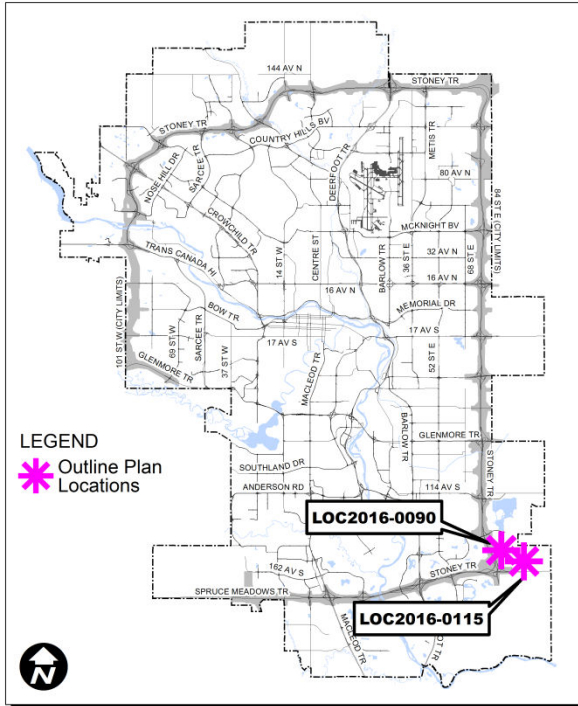 144 AV N
STONEY TR
STONEY TR
COUNTRY HILLS BV
NOSE HILL DR
SARCEE TR
DEERFOOT TR
METIS TR
80 AV N
84 ST E (CITY LIMITS)
CROWCHILD TR
MCKNIGHT BV
TRANS CANADA HI
14 ST W
CENTRE ST
BARLOW TR
36 ST E
32 AV N
68 ST E
16 AV N
16 AV N
101 ST W (CITY LIMITS)
BOW TR
MEMORIAL DR
69 ST W
SARCEE TR
37 ST W
17 AV S
17 AV S
MACLEOD TR
52 ST E
GLENMORE TR
BARLOW TR
GLENMORE TR
LEGEND
Outline Plan
Locations
SOUTHLAND DR
STONEY TR
ANDERSON RD
114 AV S
LOC2016-0090
162 AV S
STONEY TR
SPRUCE MEADOWS TR
LOC2016-0115
MACLEOD TR
OT TR
N